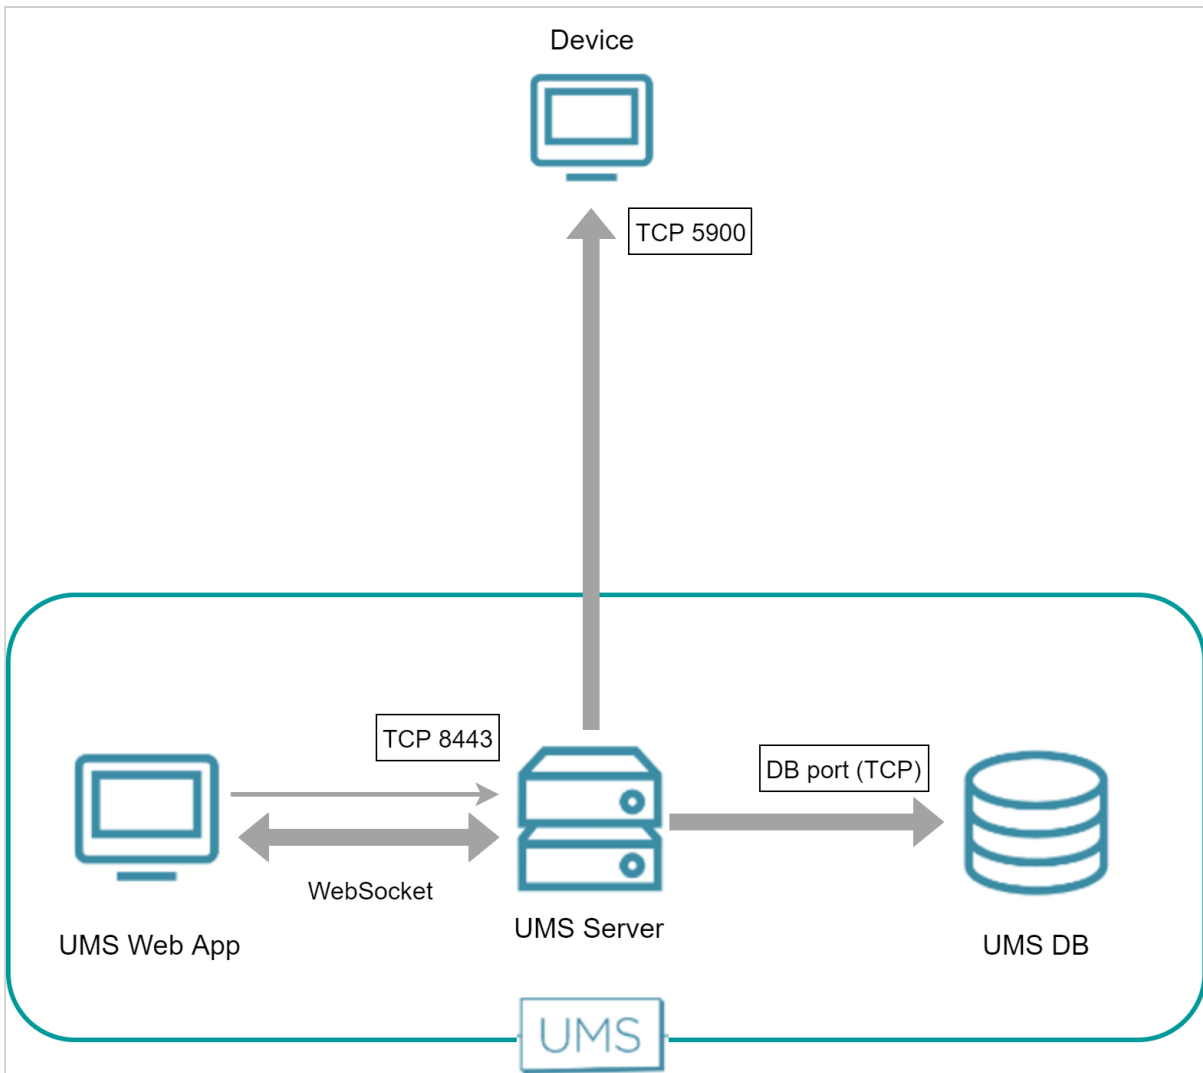 Device
TCP 5900
TCP 8443
DB port (TCP)
WebSocket
UMS Web App
UMS Server
UMS DB
UMS